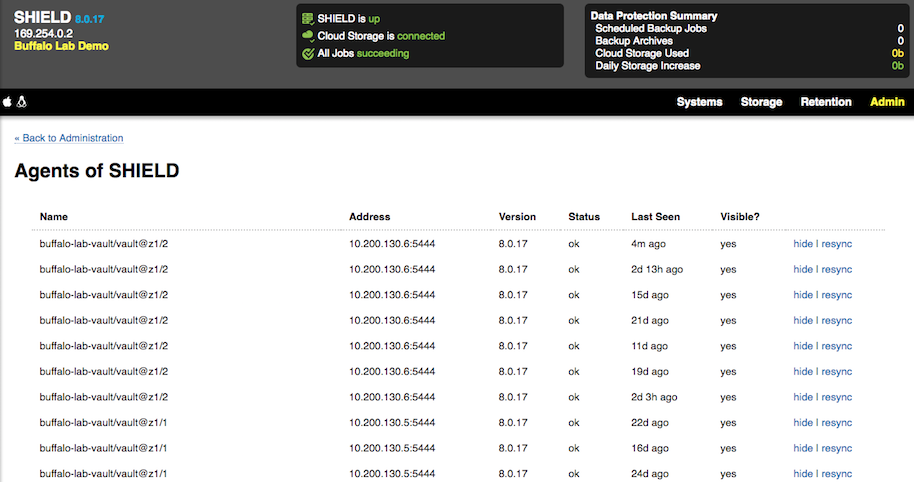 SHIELD 8.0.17
169.254.0.2
Buffalo Lab Demo
SHIELD is up
Cloud Storage is connected
All Jobs succeeding
Data Protection Summary
Scheduled Backup Jobs 0
Backup Archives 0
Cloud Storage Used 0b
Daily Storage Increase 0b
Systems Storage Retention Admin
« Back to Administration
Agents of SHIELD
Name Address Version Status Last Seen Visible?
buffalo-lab-vault/vault@z1/2 10.200.130.6:5444 8.0.17 ok 4m ago yes hide | resync
buffalo-lab-vault/vault@z1/2 10.200.130.6:5444 8.0.17 ok 2d 13h ago yes hide | resync
buffalo-lab-vault/vault@z1/2 10.200.130.6:5444 8.0.17 ok 15d ago yes hide | resync
buffalo-lab-vault/vault@z1/2 10.200.130.6:5444 8.0.17 ok 21d ago yes hide | resync
buffalo-lab-vault/vault@z1/2 10.200.130.6:5444 8.0.17 ok 11d ago yes hide | resync
buffalo-lab-vault/vault@z1/2 10.200.130.6:5444 8.0.17 ok 19d ago yes hide | resync
buffalo-lab-vault/vault@z1/2 10.200.130.6:5444 8.0.17 ok 2d 3h ago yes hide | resync
buffalo-lab-vault/vault@z1/1 10.200.130.5:5444 8.0.17 ok 22d ago yes hide | resync
buffalo-lab-vault/vault@z1/1 10.200.130.5:5444 8.0.17 ok 16d ago yes hide | resync
buffalo-lab-vault/vault@z1/1 10.200.130.5:5444 8.0.17 ok 24d ago yes hide | resync